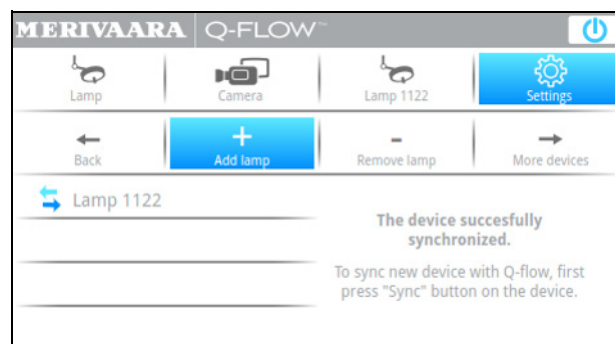 MERIVAARA Q-FLOW™
Lamp Camera Lamp 1122 Settings
Back Add lamp Remove lamp More devices
Lamp 1122
The device succesfully
synchronized.
To sync new device with Q-flow, first
press "Sync" button on the device.